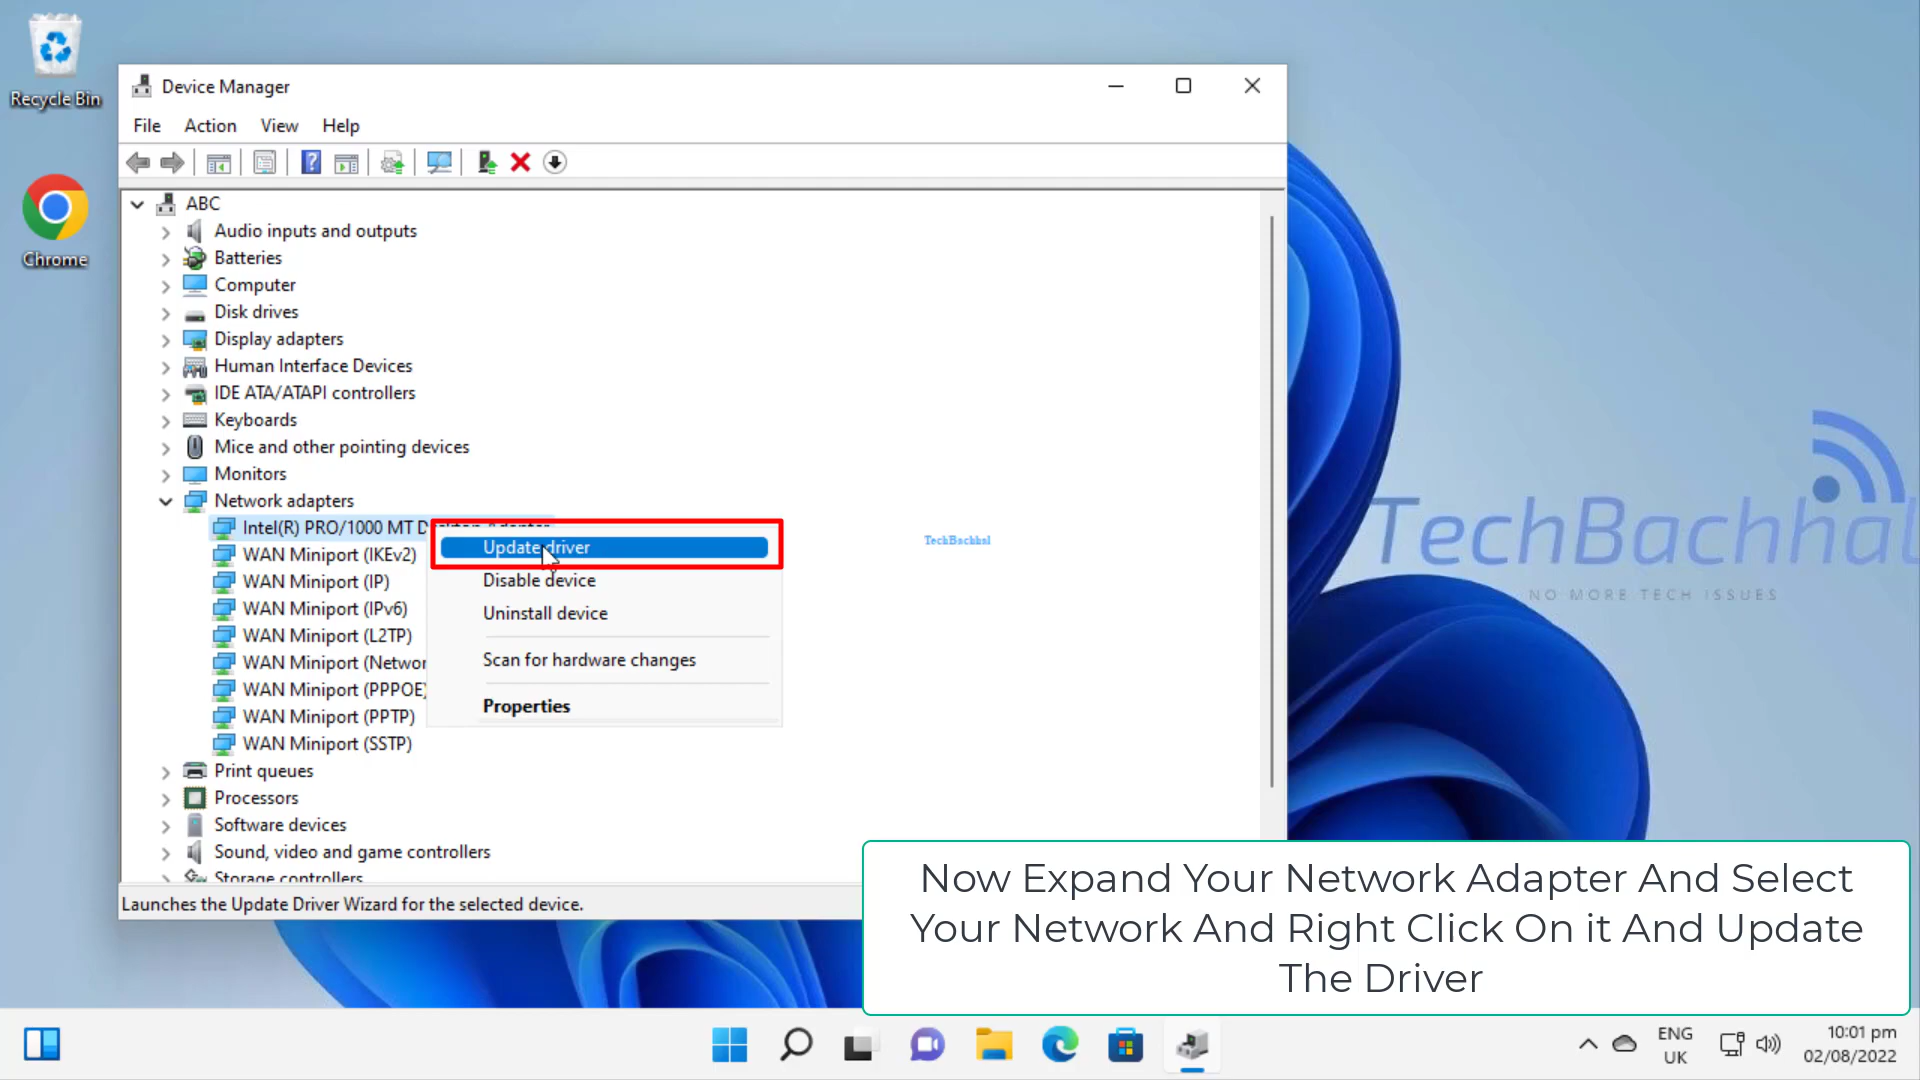 Recycle Bin
Chrome
Device Manager
File Action View Help
ABC
Audio inputs and outputs
Batteries
Computer
Disk drives
Display adapters
Human Interface Devices
IDE ATA/ATAPI controllers
Keyboards
Mice and other pointing devices
Monitors
Network adapters
Intel(R) PRO/1000 MT Desktop Adapter
WAN Miniport (IKEv2)
WAN Miniport (IP)
WAN Miniport (IPv6)
WAN Miniport (L2TP)
WAN Miniport (Networ
WAN Miniport (PPPOE)
WAN Miniport (PPTP)
WAN Miniport (SSTP)
Print queues
Processors
Software devices
Sound, video and game controllers
Storage controllers
Update driver
Disable device
Uninstall device
Scan for hardware changes
Properties
TechBachhal
TechBachhal
NO MORE TECH ISSUES
Launches the Update Driver Wizard for the selected device.
Now Expand Your Network Adapter And Select
Your Network And Right Click On it And Update
The Driver
ENG
UK
10:01 pm
02/08/2022